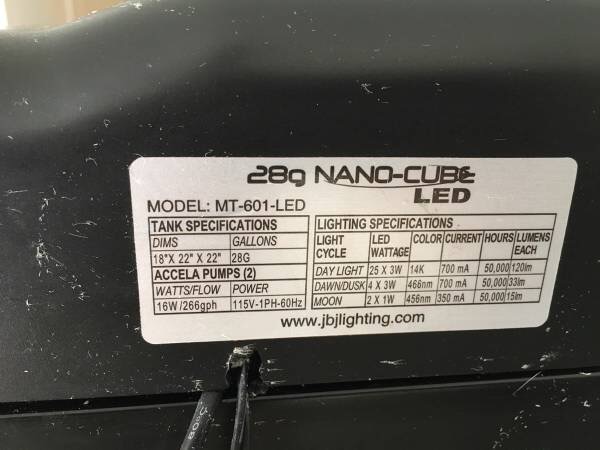 28g NANO-CUBE
LED
MODEL: MT-601-LED
TANK SPECIFICATIONS
DIMS GALLONS
18"X 22" X 22" 28G
ACCELA PUMPS (2)
WATTS/FLOW POWER
16W /266gph 115V-1PH-60Hz
LIGHTING SPECIFICATIONS
LIGHT CYCLE LED WATTAGE COLOR CURRENT HOURS LUMENS EACH
DAY LIGHT 25 X 3W 14K 700 mA 50,000 120lm
DAWN/DUSK 4 X 3W 466nm 700 mA 50,000 33lm
MOON 2 X 1W 456nm 350 mA 50,000 15lm
www.jbjlighting.com